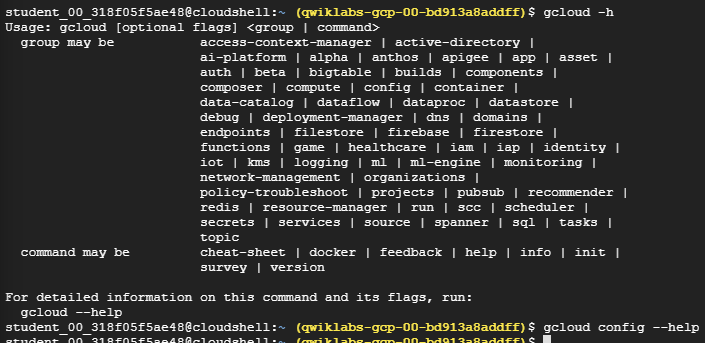 student_00_318f05f5ae48@cloudshell:~ (qwiklabs-gcp-00-bd913a8addff)$ gcloud -h
Usage: gcloud [optional flags] <group | command>
  group may be           access-context-manager | active-directory |
                         ai-platform | alpha | anthos | apigee | app | asset |
                         auth | beta | bigtable | builds | components |
                         composer | compute | config | container |
                         data-catalog | dataflow | dataproc | datastore |
                         debug | deployment-manager | dns | domains |
                         endpoints | filestore | firebase | firestore |
                         functions | game | healthcare | iam | iap | identity |
                         iot | kms | logging | ml | ml-engine | monitoring |
                         network-management | organizations |
                         policy-troubleshoot | projects | pubsub | recommender |
                         redis | resource-manager | run | scc | scheduler |
                         secrets | services | source | spanner | sql | tasks |
                         topic
  command may be         cheat-sheet | docker | feedback | help | info | init |
                         survey | version

For detailed information on this command and its flags, run:
  gcloud --help
student_00_318f05f5ae48@cloudshell:~ (qwiklabs-gcp-00-bd913a8addff)$ gcloud config --help
student_00_318f05f5ae48@cloudshell:~ (qwiklabs-gcp-00-bd913a8addff)$